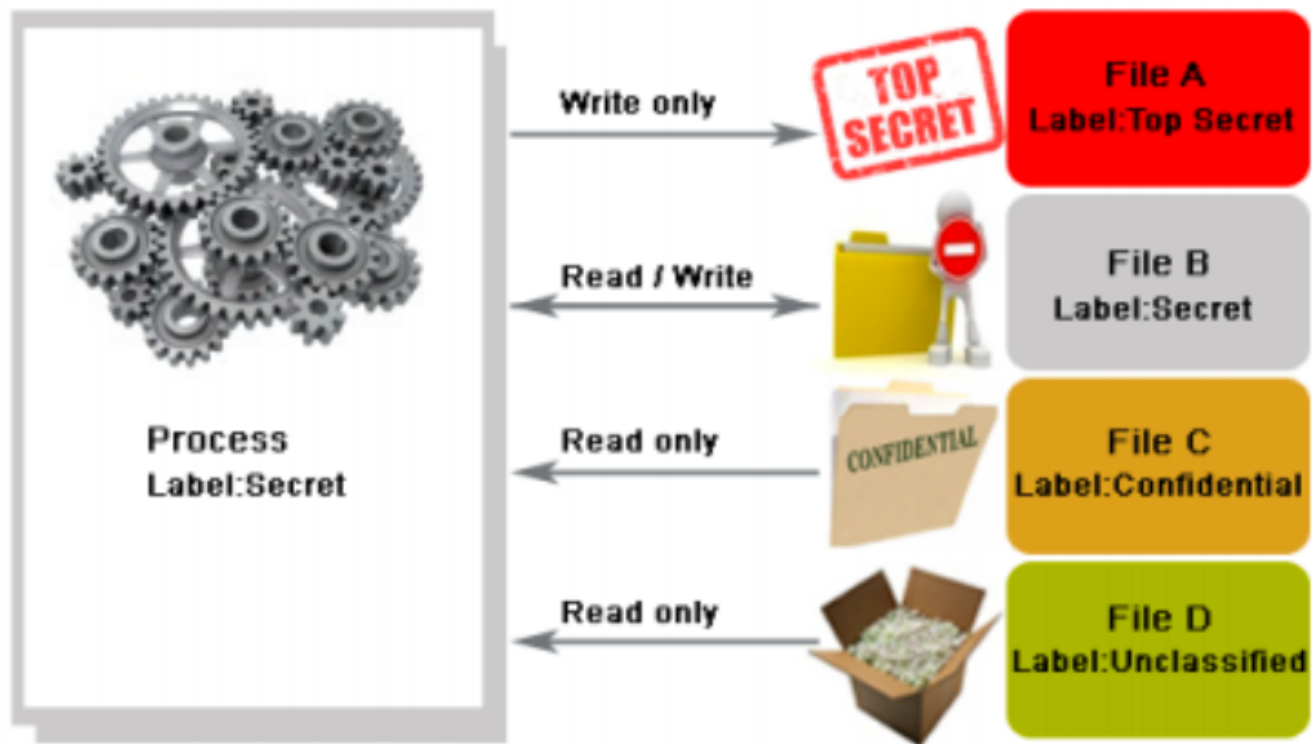 Write only
TOP
SECRET
File A
Label:Top Secret
Read / Write
File B
Label:Secret
Process
Label:Secret
Read only
CONFIDENTIAL
File C
Label:Confidential
Read only
File D
Label:Unclassified